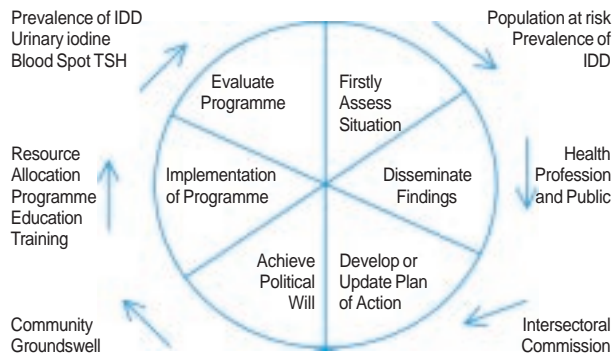 Prevalence of IDD
Urinary iodine
Blood Spot TSH
Population at risk
Prevalence of
IDD
Evaluate
Programme
Firstly
Assess
Situation
Resource
Allocation
Programme
Education
Training
Implementation
of Programme
Disseminate
Findings
Health
Profession
and Public
Achieve
Political
Will
Develop or
Update Plan
of Action
Community
Groundswell
Intersectoral
Commission